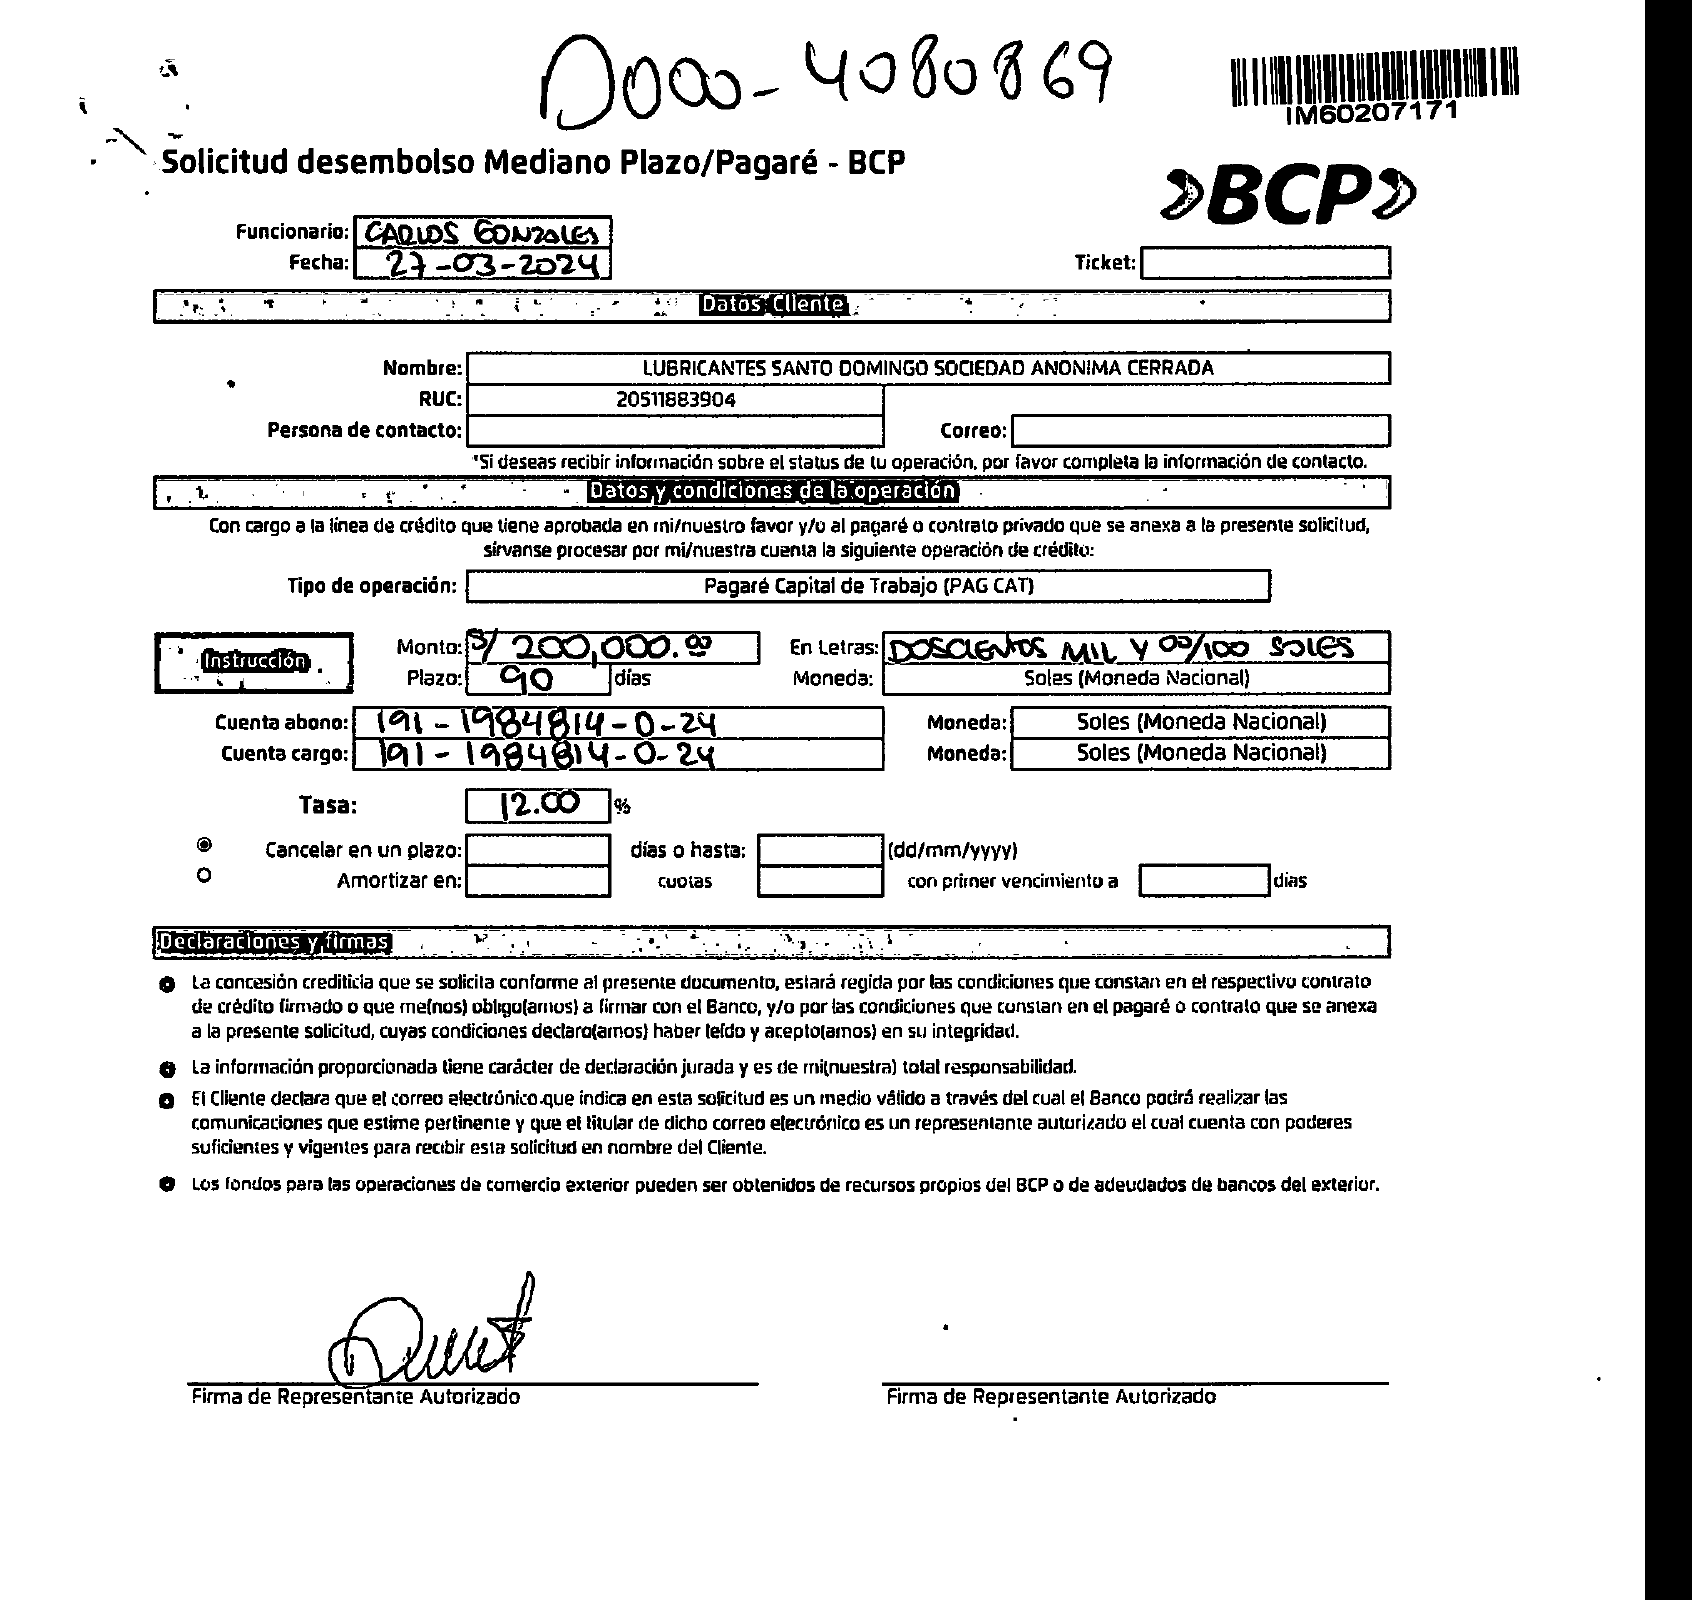 D000-4080869
IM60207171
Solicitud desembolso Mediano Plazo/Pagaré - BCP
BCP
Funcionario: CARLOS GONZALES
Fecha: 27-03-2024
Ticket:
Datos Cliente
Nombre: LUBRICANTES SANTO DOMINGO SOCIEDAD ANONIMA CERRADA
RUC: 20511883904
Persona de contacto: Correo:
*Si deseas recibir información sobre el status de tu operación, por favor completa la información de contacto.
Datos y condiciones de la operación
Con cargo a la línea de crédito que tiene aprobada en mi/nuestro favor y/o al pagaré o contrato privado que se anexa a la presente solicitud,
sírvanse procesar por mi/nuestra cuenta la siguiente operación de crédito:
Tipo de operación: Pagaré Capital de Trabajo (PAG CAT)
Instrucción
Monto: S/ 200,000.00 En Letras: DOSCIENTOS MIL Y 00/100 SOLES
Plazo: 90 días Moneda: Soles (Moneda Nacional)
Cuenta abono: 191-1984814-0-24 Moneda: Soles (Moneda Nacional)
Cuenta cargo: 191-1984814-0-24 Moneda: Soles (Moneda Nacional)
Tasa: 12.00 %
Cancelar en un plazo: días o hasta: (dd/mm/yyyy)
Amortizar en: cuotas con primer vencimiento a días
Declaraciones y firmas
La concesión crediticia que se solicita conforme al presente documento, estará regida por las condiciones que constan en el respectivo contrato
de crédito firmado o que me(nos) obligo(amos) a firmar con el Banco, y/o por las condiciones que constan en el pagaré o contrato que se anexa
a la presente solicitud, cuyas condiciones declaro(amos) haber leído y acepto(amos) en su integridad.
La información proporcionada tiene carácter de declaración jurada y es de mi(nuestra) total responsabilidad.
El Cliente declara que el correo electrónico que indica en esta solicitud es un medio válido a través del cual el Banco podrá realizar las
comunicaciones que estime pertinente y que el titular de dicho correo electrónico es un representante autorizado el cual cuenta con poderes
suficientes y vigentes para recibir esta solicitud en nombre del Cliente.
Los fondos para las operaciones de comercio exterior pueden ser obtenidos de recursos propios del BCP o de adeudados de bancos del exterior.
Firma de Representante Autorizado
Firma de Representante Autorizado